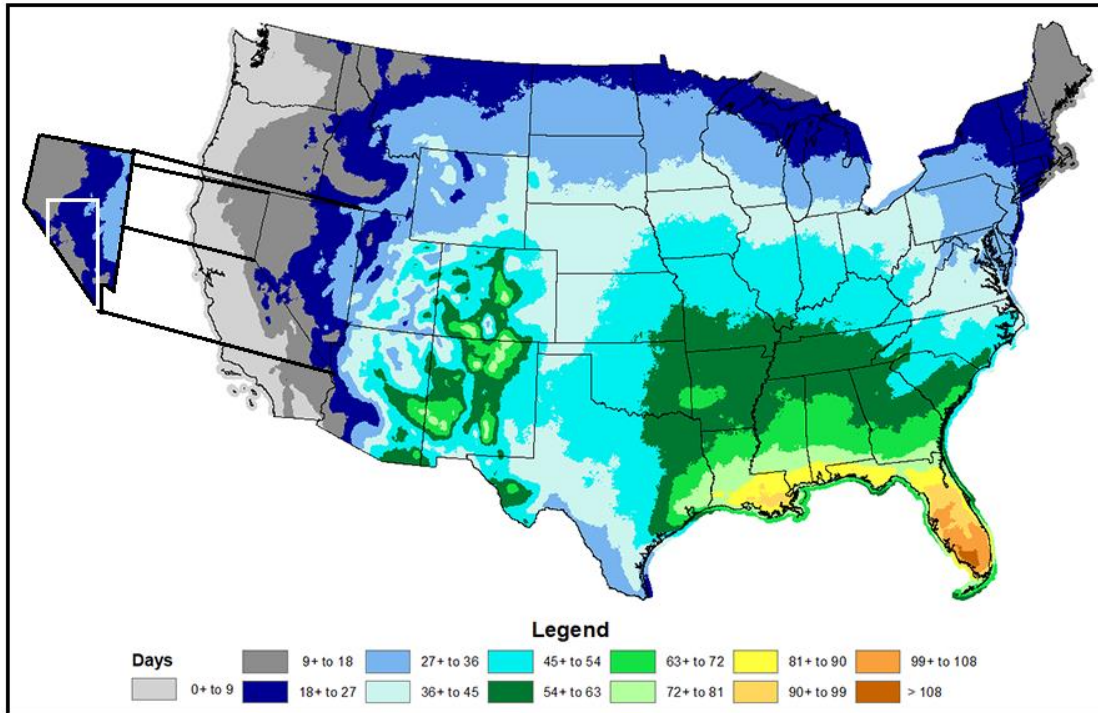 Legend
Days
9+ to 18 27+ to 36 45+ to 54 63+ to 72 81+ to 90 99+ to 108
0+ to 9 18+ to 27 36+ to 45 54+ to 63 72+ to 81 90+ to 99 > 108